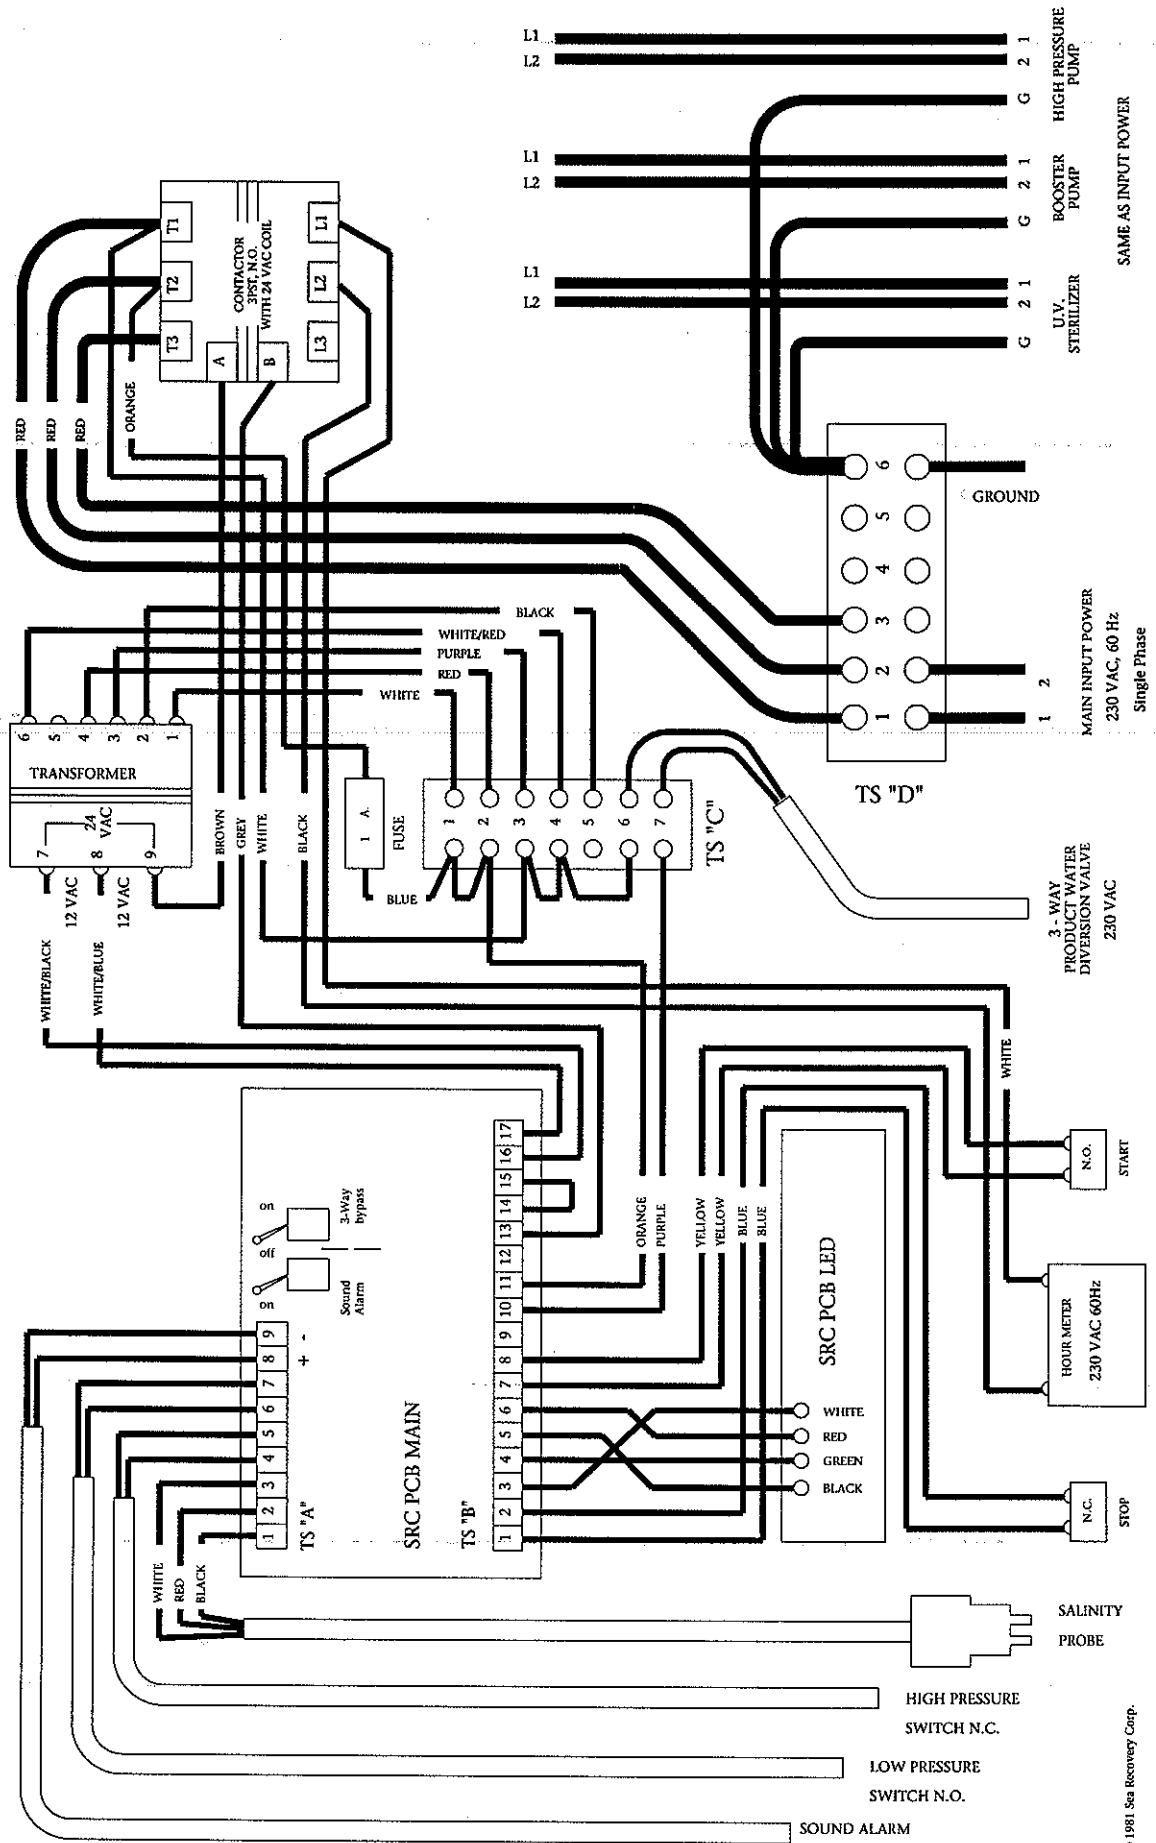 L1
L2
1
2
G
HIGH PRESSURE
PUMP
L1
L2
1
2
G
BOOSTER
PUMP
SAME AS INPUT POWER
L1
L2
1
2
G
U.V.
STERILIZER
T1
T2
T3
L1
L2
L3
CONTACTOR
3PST, N.O.
WITH 24 VAC COIL
A
B
RED
RED
RED
ORANGE
6
5
4
3
2
1
GROUND
TS "D"
MAIN INPUT POWER
230 VAC, 60 Hz
Single Phase
1
2
BLACK
WHITE/RED
PURPLE
RED
WHITE
6
5
4
3
2
1
TRANSFORMER
24
VAC
7
8
9
12 VAC
12 VAC
WHITE/BLACK
WHITE/BLUE
BROWN
GREY
WHITE
BLACK
1 A.
FUSE
BLUE
1
2
3
4
5
6
7
TS "C"
3 - WAY
PRODUCT WATER
DIVERSION VALVE
230 VAC
on
off
on
3-Way
bypass
Sound
Alarm
17
16
15
14
13
12
11
10
9
8
7
6
5
4
3
2
1
TS "B"
9
8
7
6
5
4
3
2
1
-
+
TS "A"
SRC PCB MAIN
ORANGE
PURPLE
YELLOW
YELLOW
BLUE
BLUE
WHITE
SRC PCB LED
WHITE
RED
GREEN
BLACK
N.O.
START
HOUR METER
230 VAC 60Hz
N.C.
STOP
WHITE
RED
BLACK
SALINITY
PROBE
HIGH PRESSURE
SWITCH N.C.
LOW PRESSURE
SWITCH N.O.
SOUND ALARM
1981 Sea Recovery Corp.